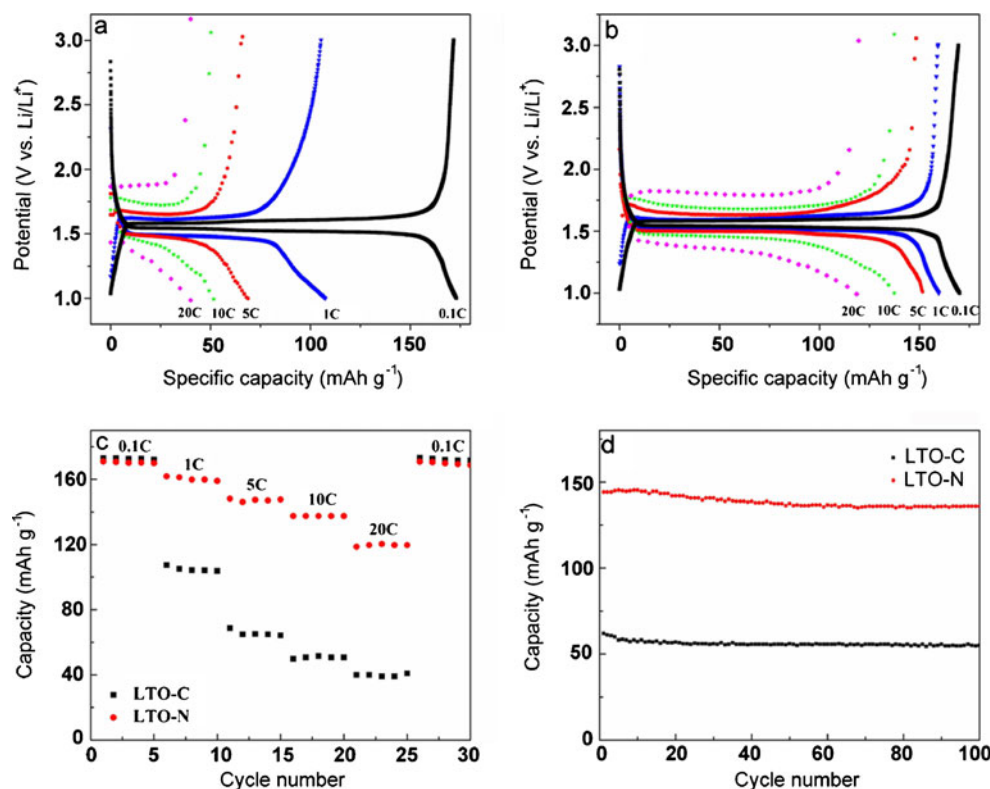 a
3.0
2.5
2.0
1.5
1.0
Potential (V vs. Li/Li⁺)
20C 10C 5C 1C 0.1C
0 50 100 150
Specific capacity (mAh g⁻¹)
b
3.0
2.5
2.0
1.5
1.0
Potential (V vs. Li/Li⁺)
20C 10C 5C 1C 0.1C
0 50 100 150
Specific capacity (mAh g⁻¹)
c
0.1C 0.1C
1C
5C
10C
20C
160
120
80
40
0
Capacity (mAh g⁻¹)
LTO-C
LTO-N
0 5 10 15 20 25 30
Cycle number
d
LTO-C
LTO-N
150
100
50
0
Capacity (mAh g⁻¹)
0 20 40 60 80 100
Cycle number